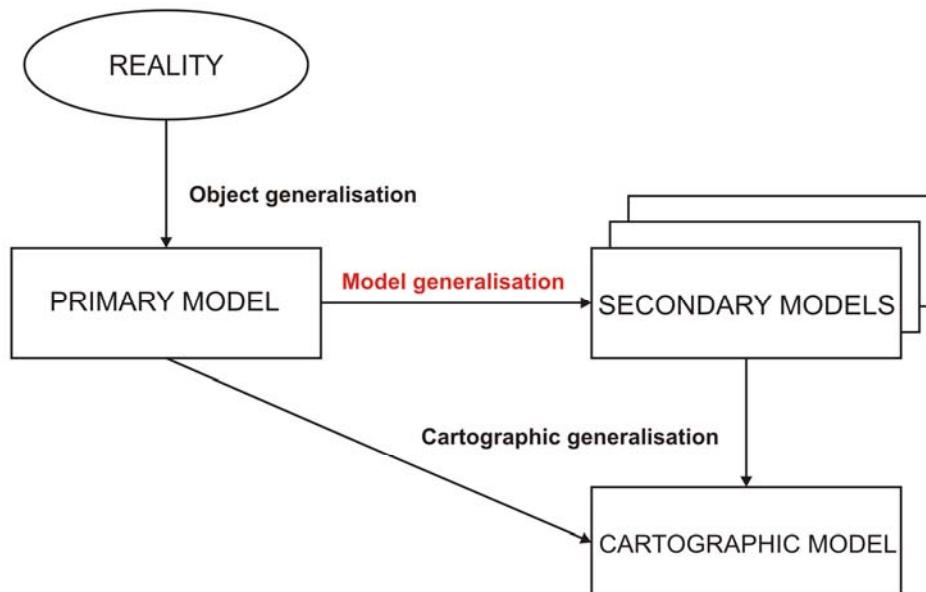 REALITY
Object generalisation
PRIMARY MODEL
Model generalisation
SECONDARY MODELS
Cartographic generalisation
CARTOGRAPHIC MODEL